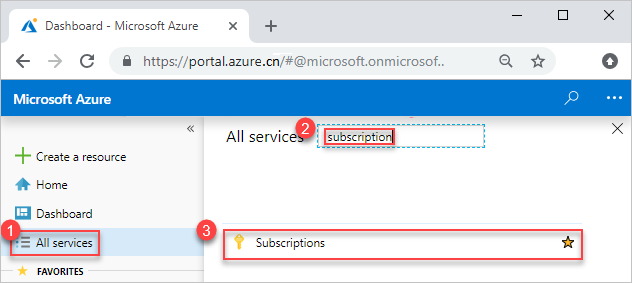 Dashboard - Microsoft Azure
https://portal.azure.cn/#@microsoft.onmicrosof..
Microsoft Azure
«
All services
2
subscription
Create a resource
Home
Dashboard
1
All services
3
Subscriptions
FAVORITES